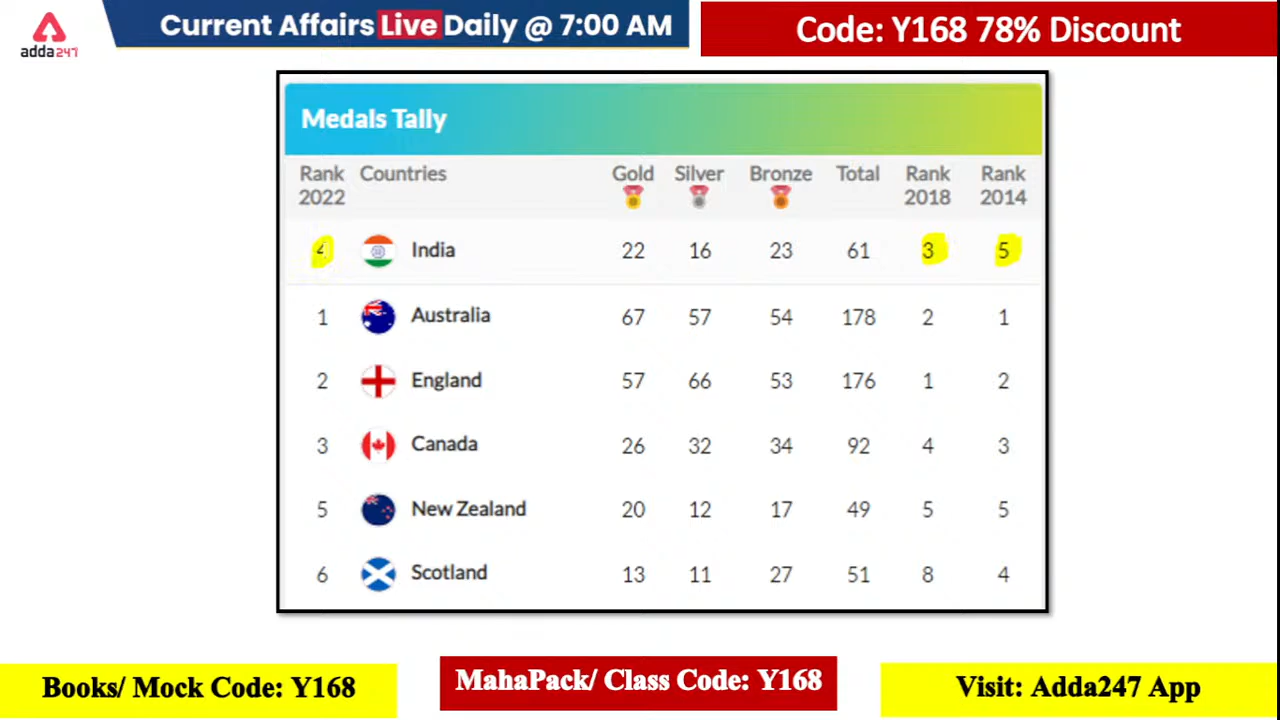 adda247
Current Affairs Live Daily @ 7:00 AM
Code: Y168 78% Discount
Medals Tally
Rank 2022 Countries Gold Silver Bronze Total Rank 2018 Rank 2014
4 India 22 16 23 61 3 5
1 Australia 67 57 54 178 2 1
2 England 57 66 53 176 1 2
3 Canada 26 32 34 92 4 3
5 New Zealand 20 12 17 49 5 5
6 Scotland 13 11 27 51 8 4
Books/ Mock Code: Y168
MahaPack/ Class Code: Y168
Visit: Adda247 App